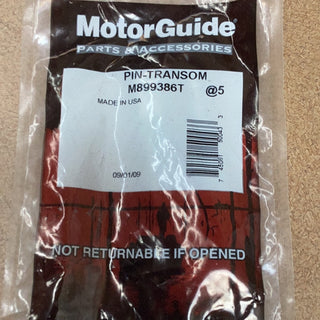 MotorGuide
PARTS & ACCESSORIES
PIN-TRANSOM
M899386T @5
MADE IN USA
09/01/09
NOT RETURNABLE IF OPENED